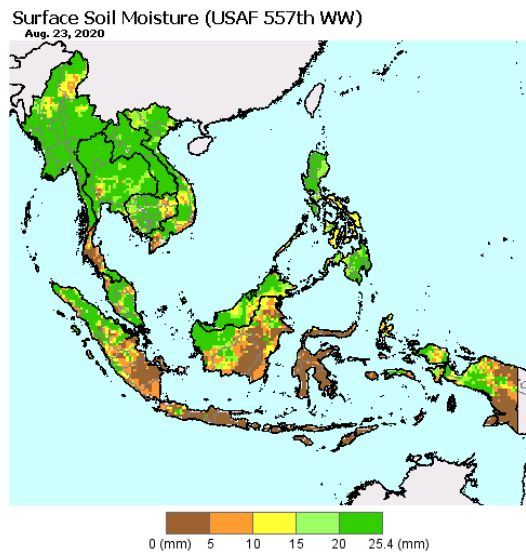 Surface Soil Moisture (USAF 557th WW)
Aug. 23, 2020
0 (mm) 5 10 15 20 25.4 (mm)